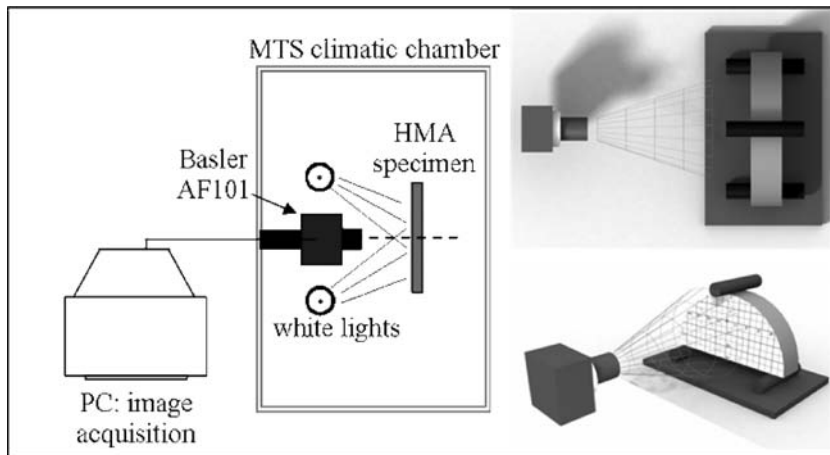 MTS climatic chamber
HMA
specimen
Basler
AF101
white lights
PC: image
acquisition